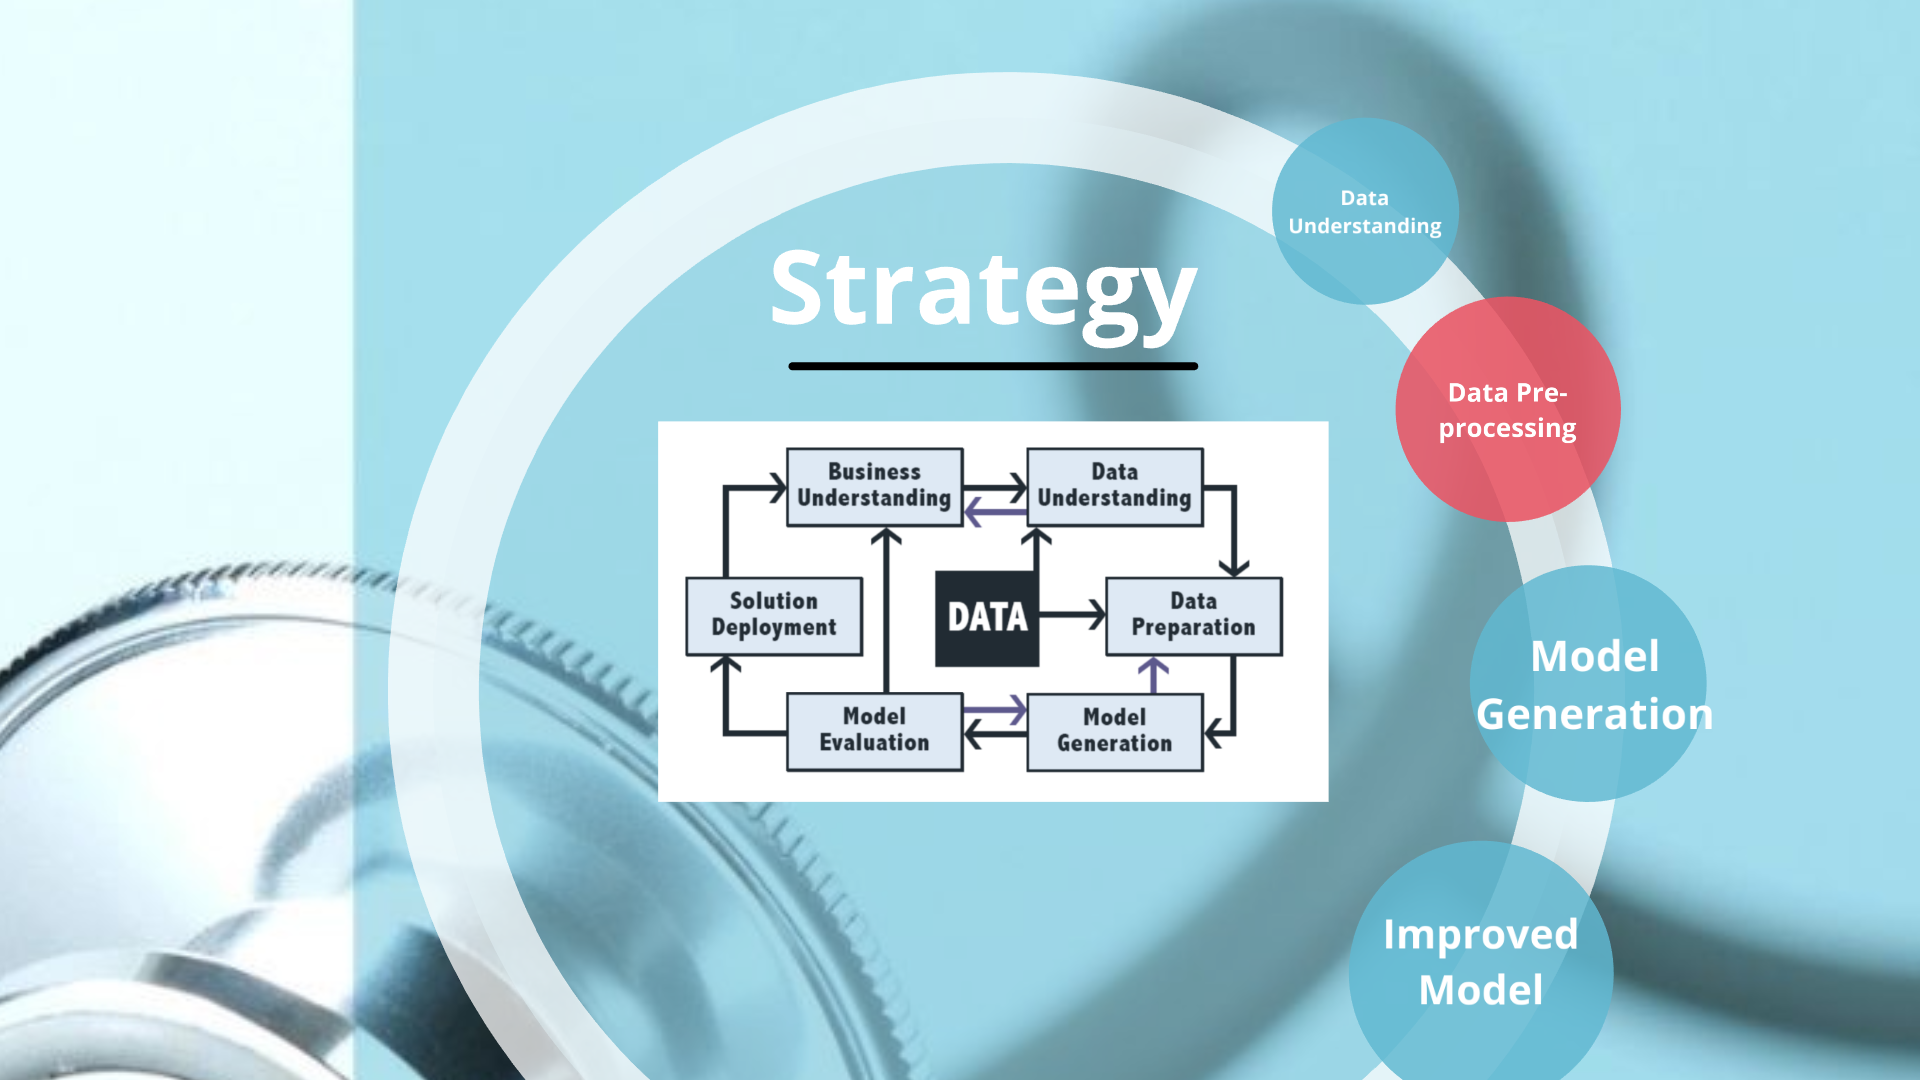 Strategy
Business
Understanding
Data
Understanding
Solution
Deployment
DATA
Data
Preparation
Model
Evaluation
Model
Generation
Data
Understanding
Data Pre-
processing
Model
Generation
Improved
Model